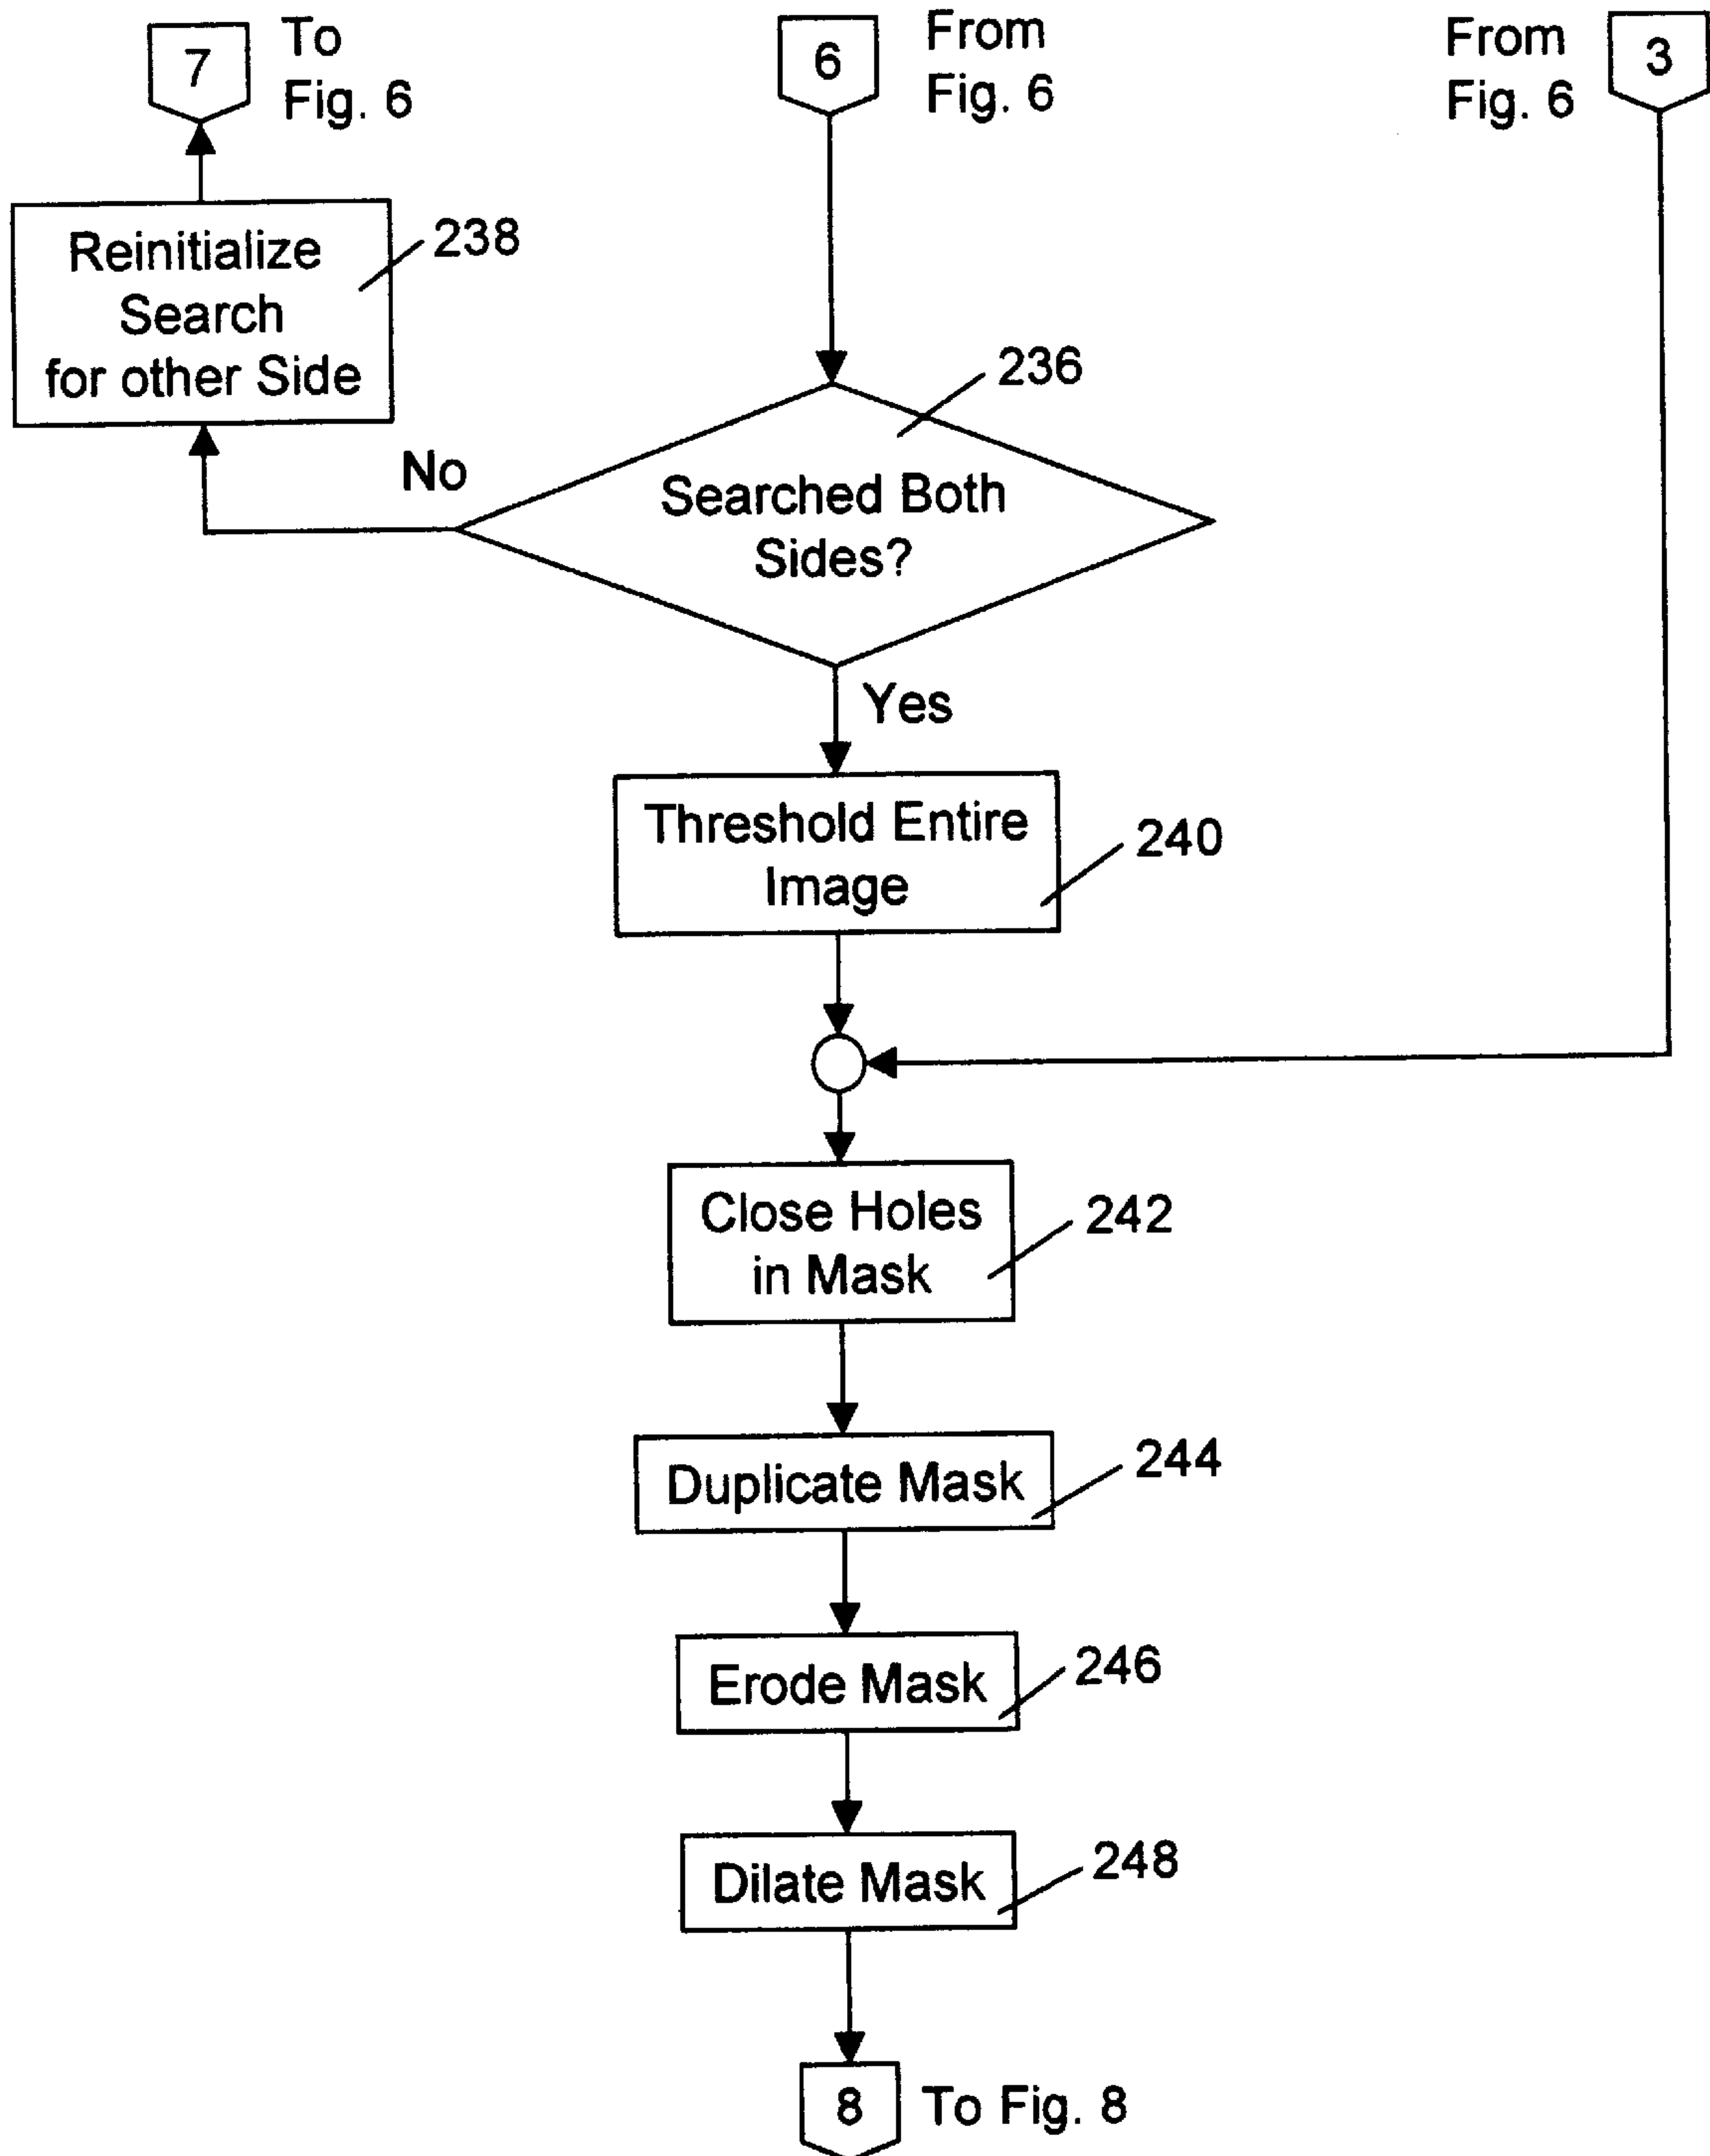 7
To
Fig. 6
6
From
Fig. 6
From
Fig. 6
3
Reinitialize
Search
for other Side
238
236
No
Searched Both
Sides?
Yes
Threshold Entire
Image
240
Close Holes
in Mask
242
Duplicate Mask
244
Erode Mask
246
Dilate Mask
248
8
To Fig. 8